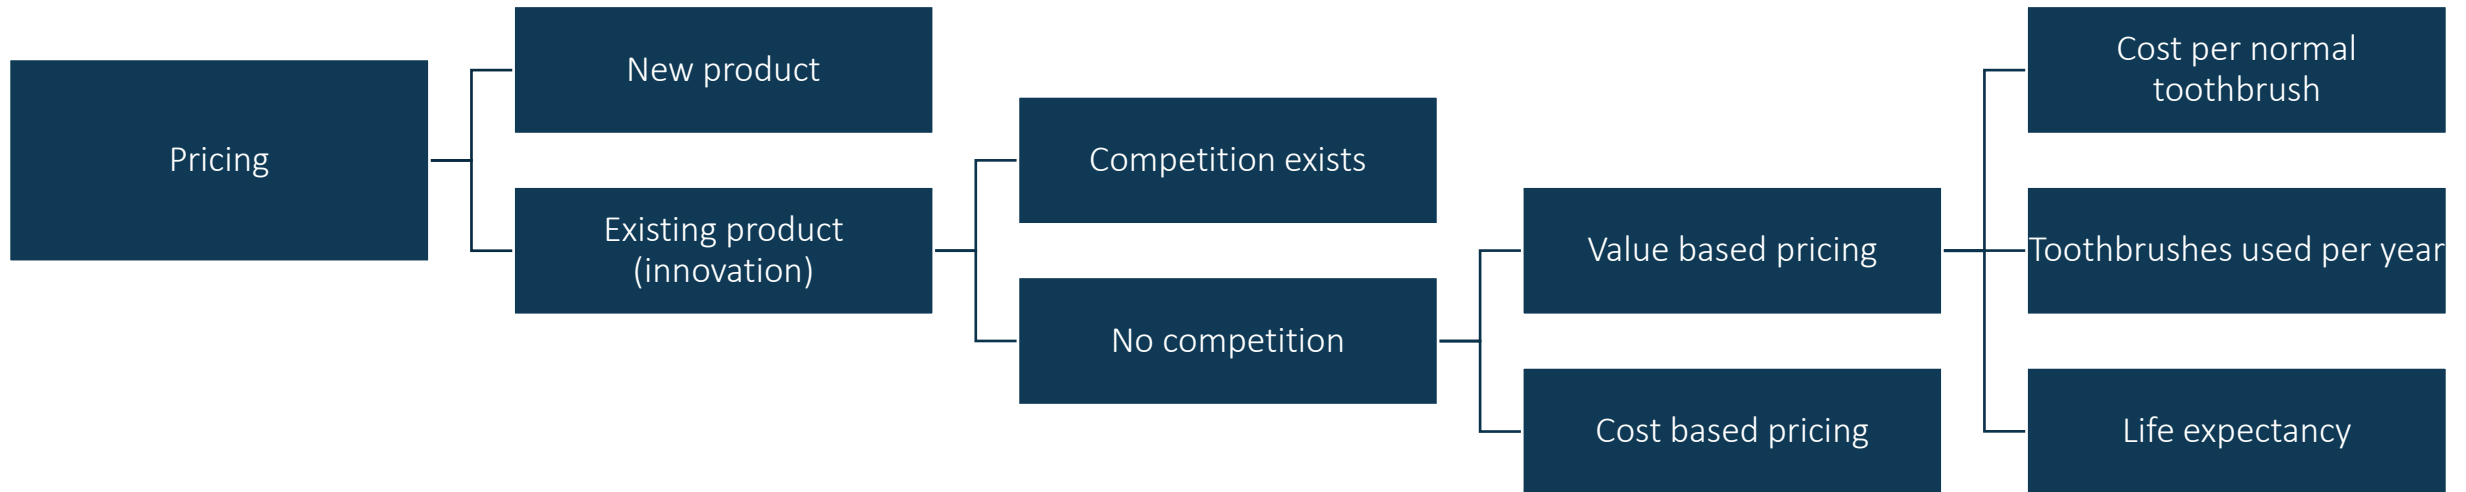 Pricing
New product
Existing product
(innovation)
Competition exists
No competition
Value based pricing
Cost based pricing
Cost per normal
toothbrush
Toothbrushes used per year
Life expectancy